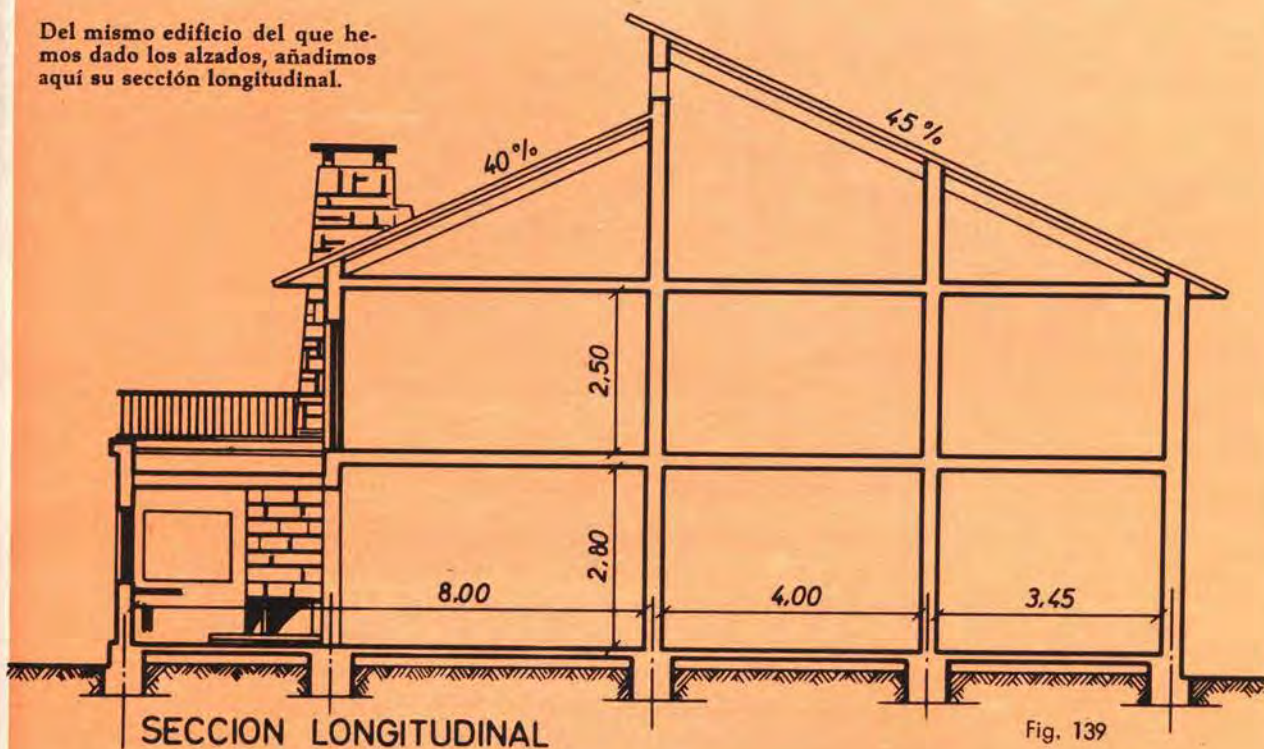 Del mismo edificio del que he-
mos dado los alzados, añadimos
aquí su sección longitudinal.
40%
45%
2,50
2,80
8.00
4,00
3,45
SECCION LONGITUDINAL
Fig. 139